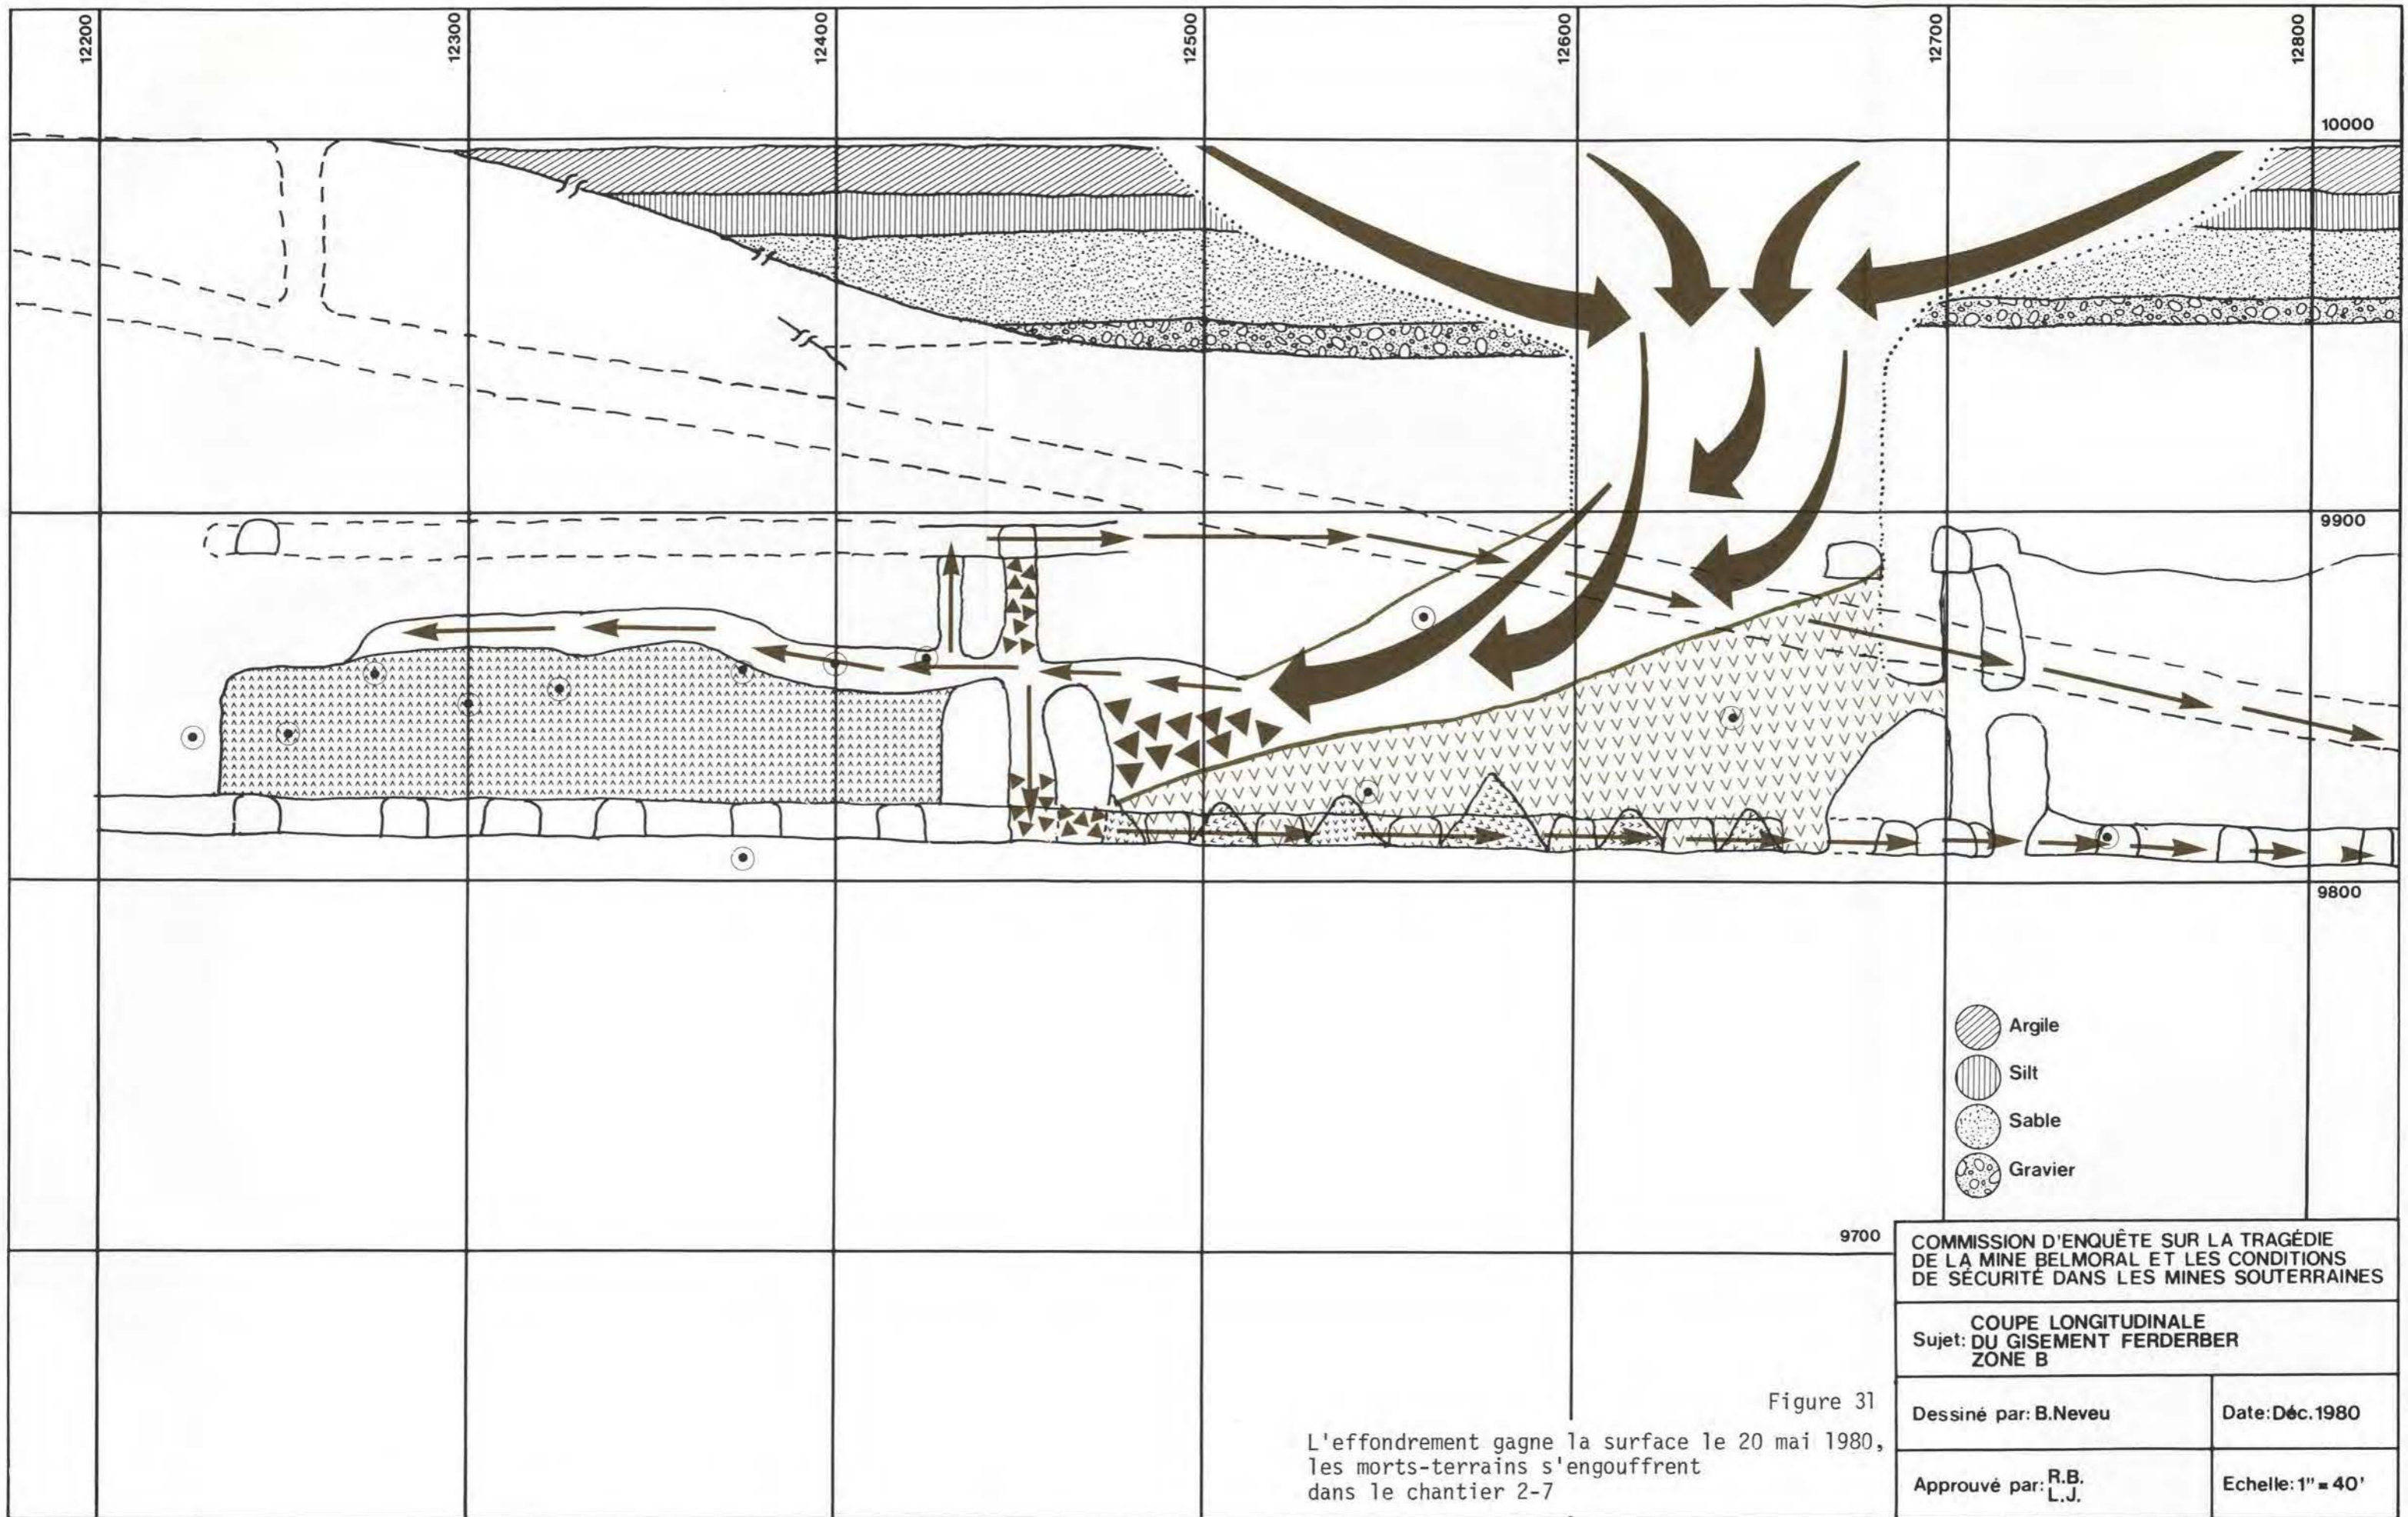 12200
12300
12400
12500
12600
12700
12800
10000
9900
9800
Argile
Silt
Sable
Gravier
9700
COMMISSION D'ENQUÊTE SUR LA TRAGÉDIE
DE LA MINE BELMORAL ET LES CONDITIONS
DE SÉCURITÉ DANS LES MINES SOUTERRAINES
COUPE LONGITUDINALE
Sujet: DU GISEMENT FERDERBER
ZONE B
Figure 31
L'effondrement gagne la surface le 20 mai 1980,
les morts-terrains s'engouffrent
dans le chantier 2-7
Dessiné par: B.Neveu
Date: Déc. 1980
Approuvé par: R.B.
L.J.
Echelle: 1" = 40'